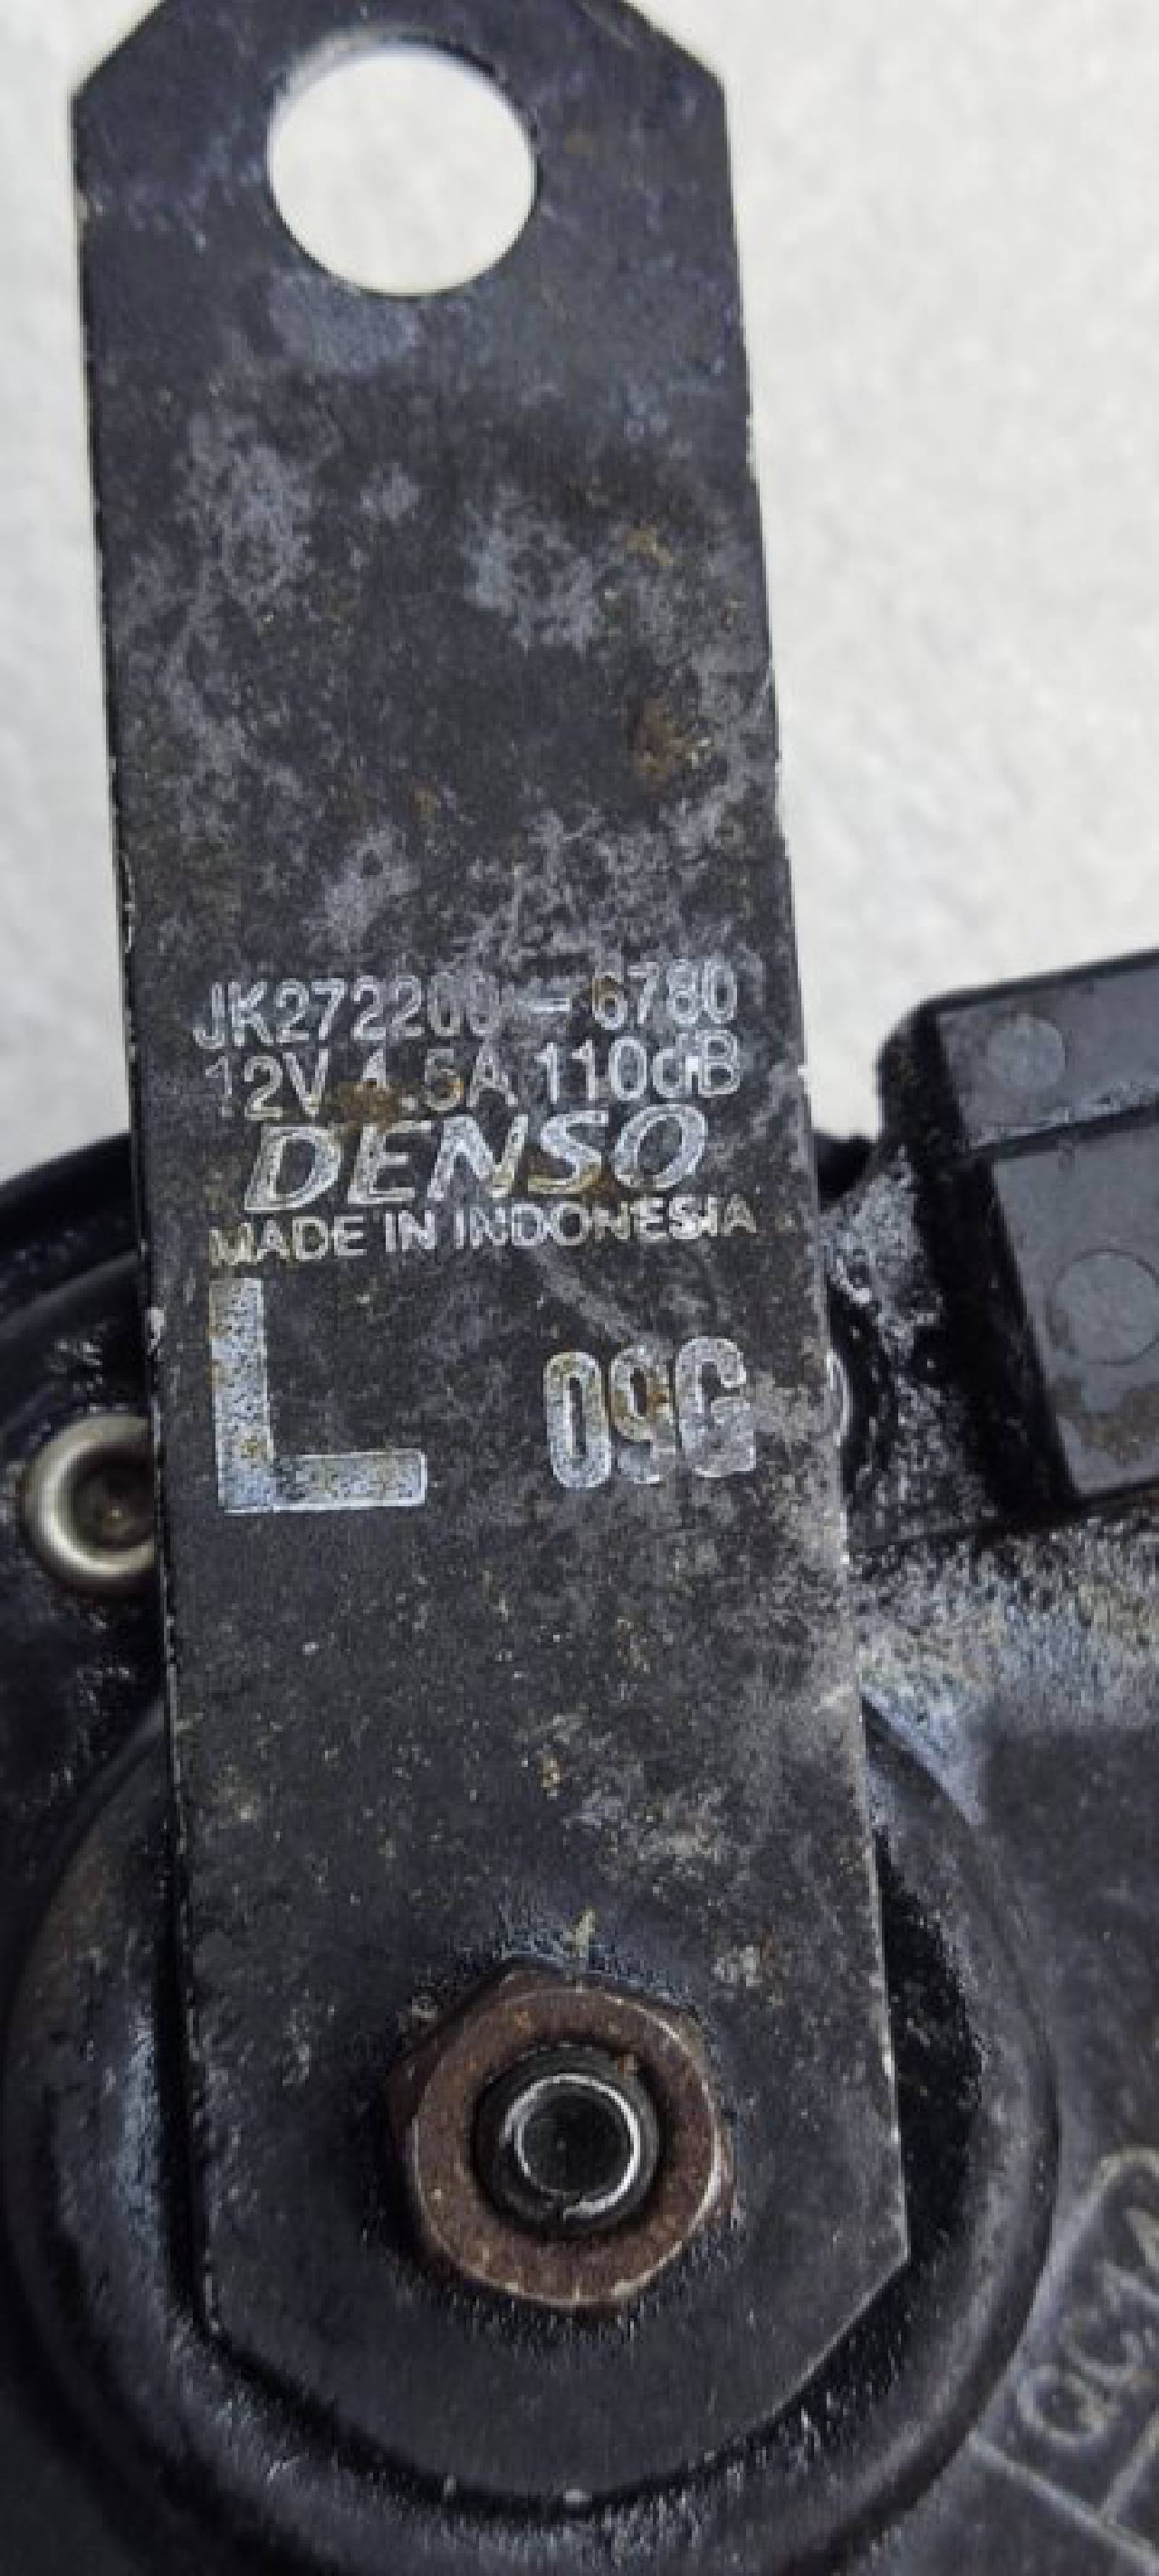 JK272200-6780
12V 4.5A 110dB
DENSO
MADE IN INDONESIA
L 09G